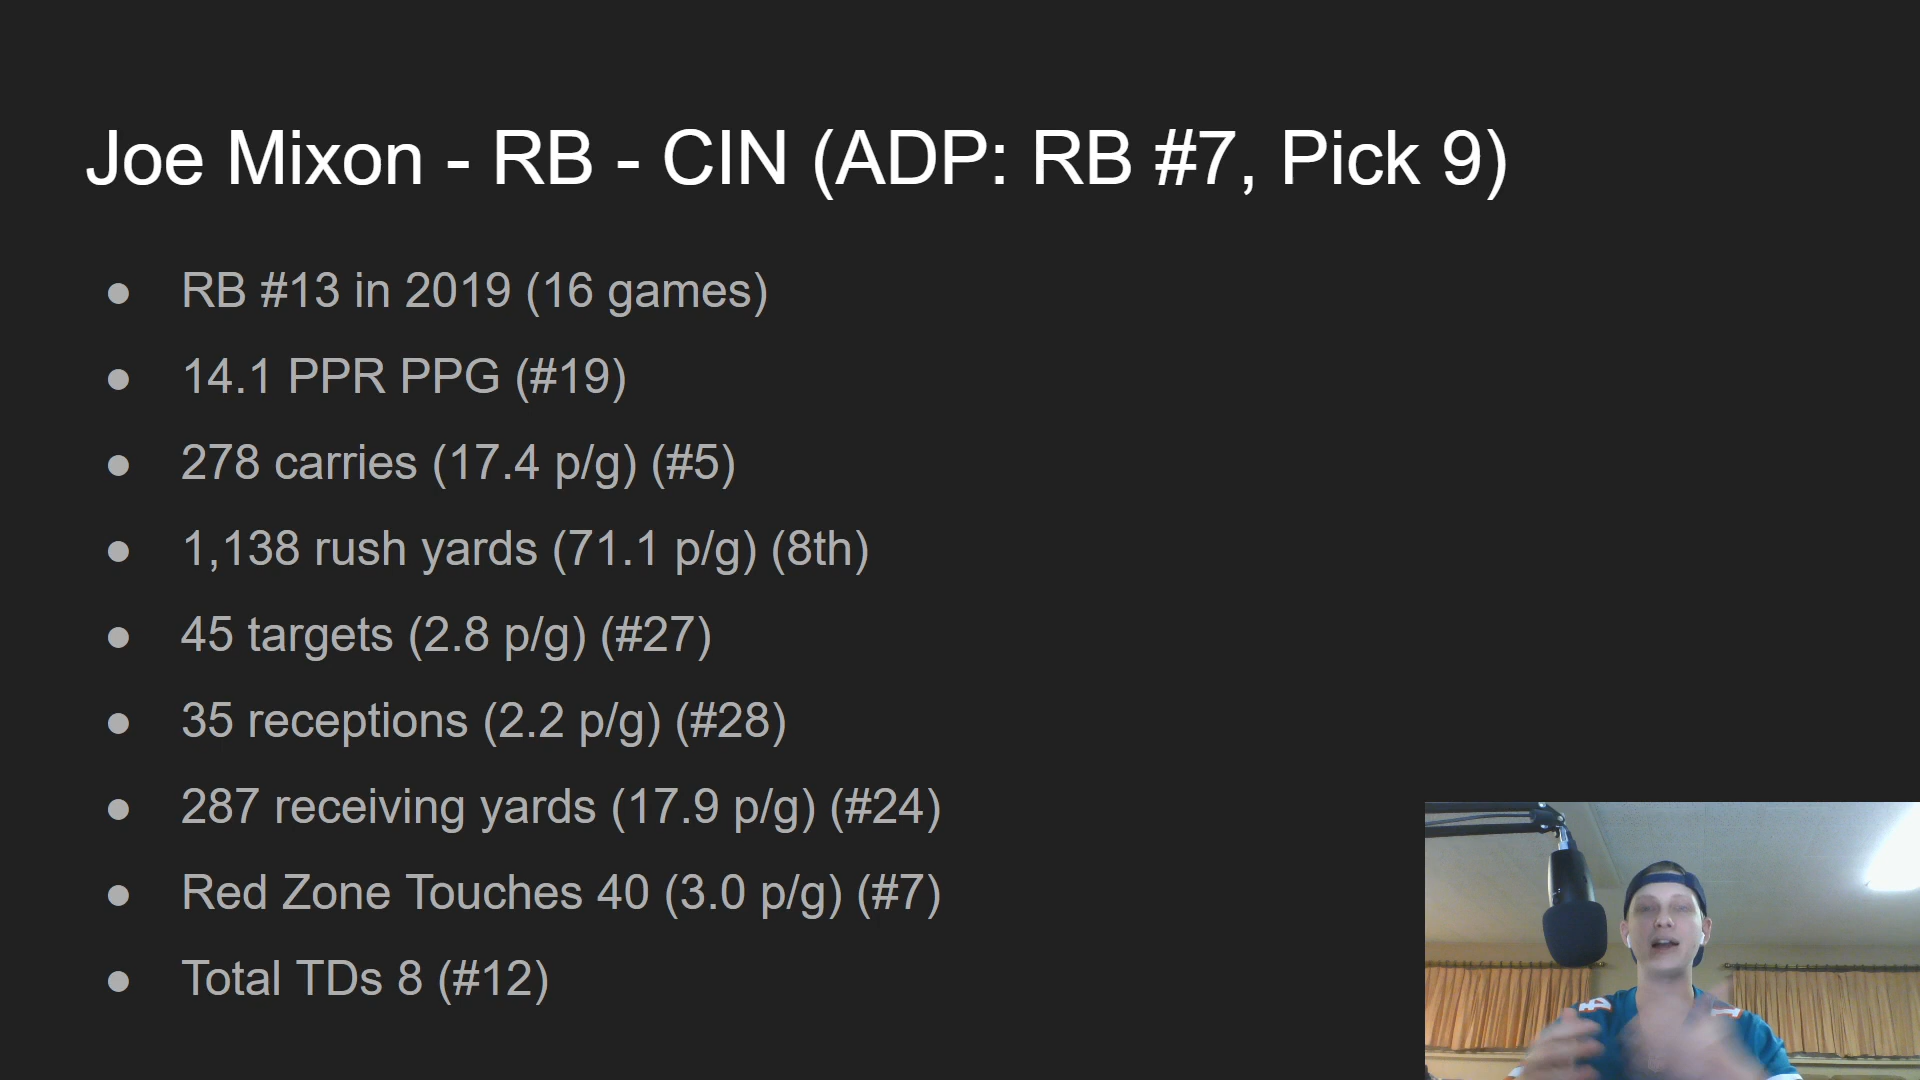 Joe Mixon - RB - CIN (ADP: RB #7, Pick 9)
● RB #13 in 2019 (16 games)
● 14.1 PPR PPG (#19)
● 278 carries (17.4 p/g) (#5)
● 1,138 rush yards (71.1 p/g) (8th)
● 45 targets (2.8 p/g) (#27)
● 35 receptions (2.2 p/g) (#28)
● 287 receiving yards (17.9 p/g) (#24)
● Red Zone Touches 40 (3.0 p/g) (#7)
● Total TDs 8 (#12)